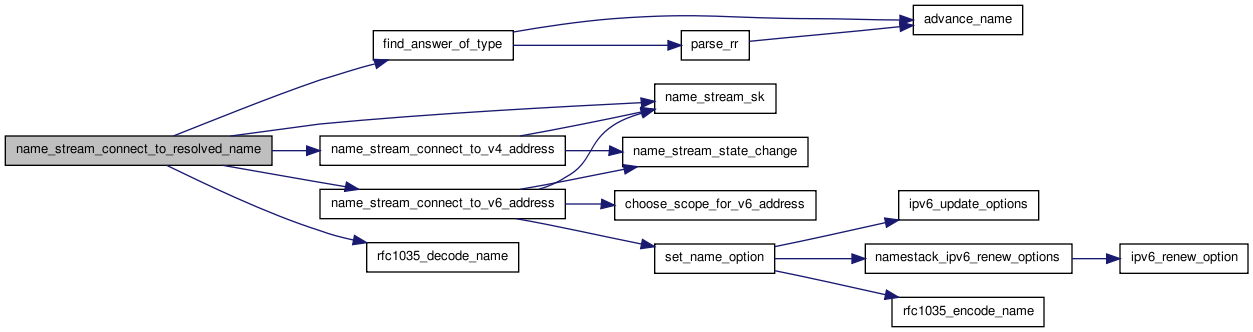 advance_name
find_answer_of_type
parse_rr
name_stream_sk
name_stream_connect_to_resolved_name
name_stream_connect_to_v4_address
name_stream_state_change
name_stream_connect_to_v6_address
choose_scope_for_v6_address
ipv6_update_options
rfc1035_decode_name
set_name_option
namestack_ipv6_renew_options
ipv6_renew_option
rfc1035_encode_name